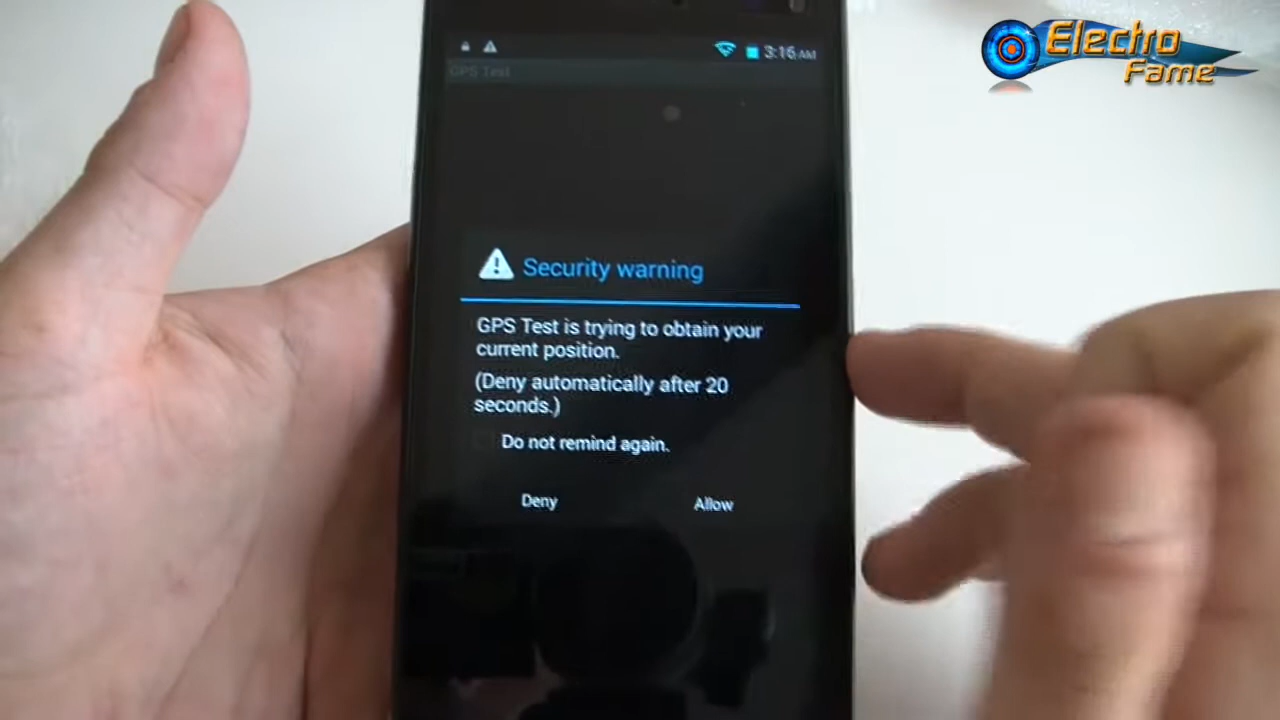 Electro
Fame
3:16 AM
GPS Test
Security warning
GPS Test is trying to obtain your
current position.
(Deny automatically after 20
seconds.)
Do not remind again.
Deny
Allow